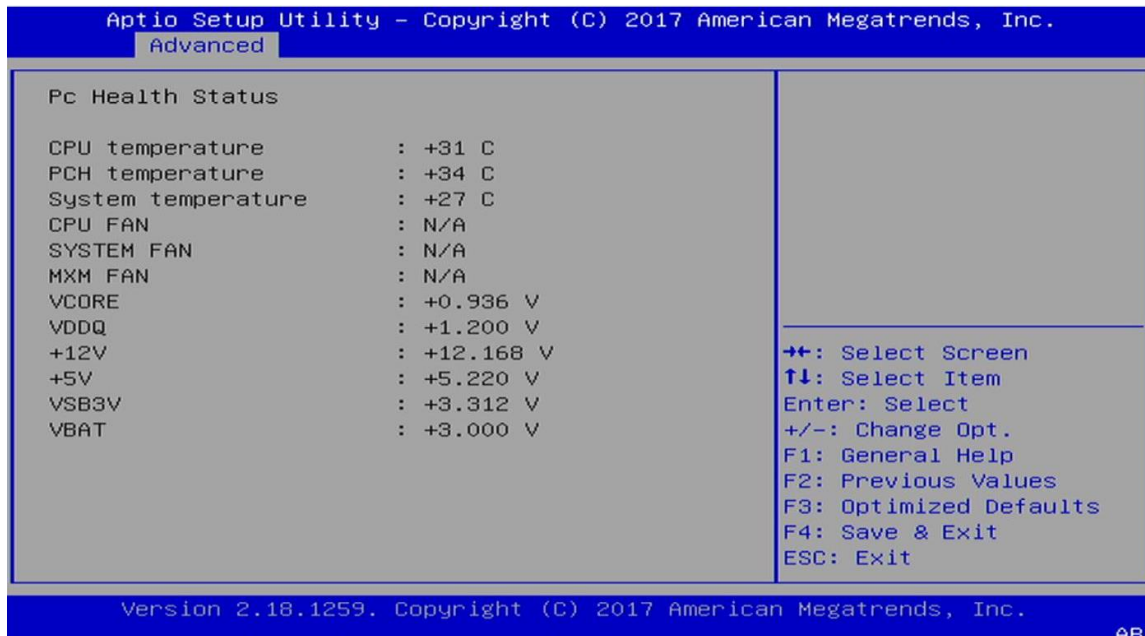 Aptio Setup Utility – Copyright (C) 2017 American Megatrends, Inc.
Advanced
Pc Health Status
CPU temperature : +31 C
PCH temperature : +34 C
System temperature : +27 C
CPU FAN : N/A
SYSTEM FAN : N/A
MXM FAN : N/A
VCORE : +0.936 V
VDDQ : +1.200 V
+12V : +12.168 V
+5V : +5.220 V
VSB3V : +3.312 V
VBAT : +3.000 V
→←: Select Screen
↑↓: Select Item
Enter: Select
+/-: Change Opt.
F1: General Help
F2: Previous Values
F3: Optimized Defaults
F4: Save & Exit
ESC: Exit
Version 2.18.1259. Copyright (C) 2017 American Megatrends, Inc.